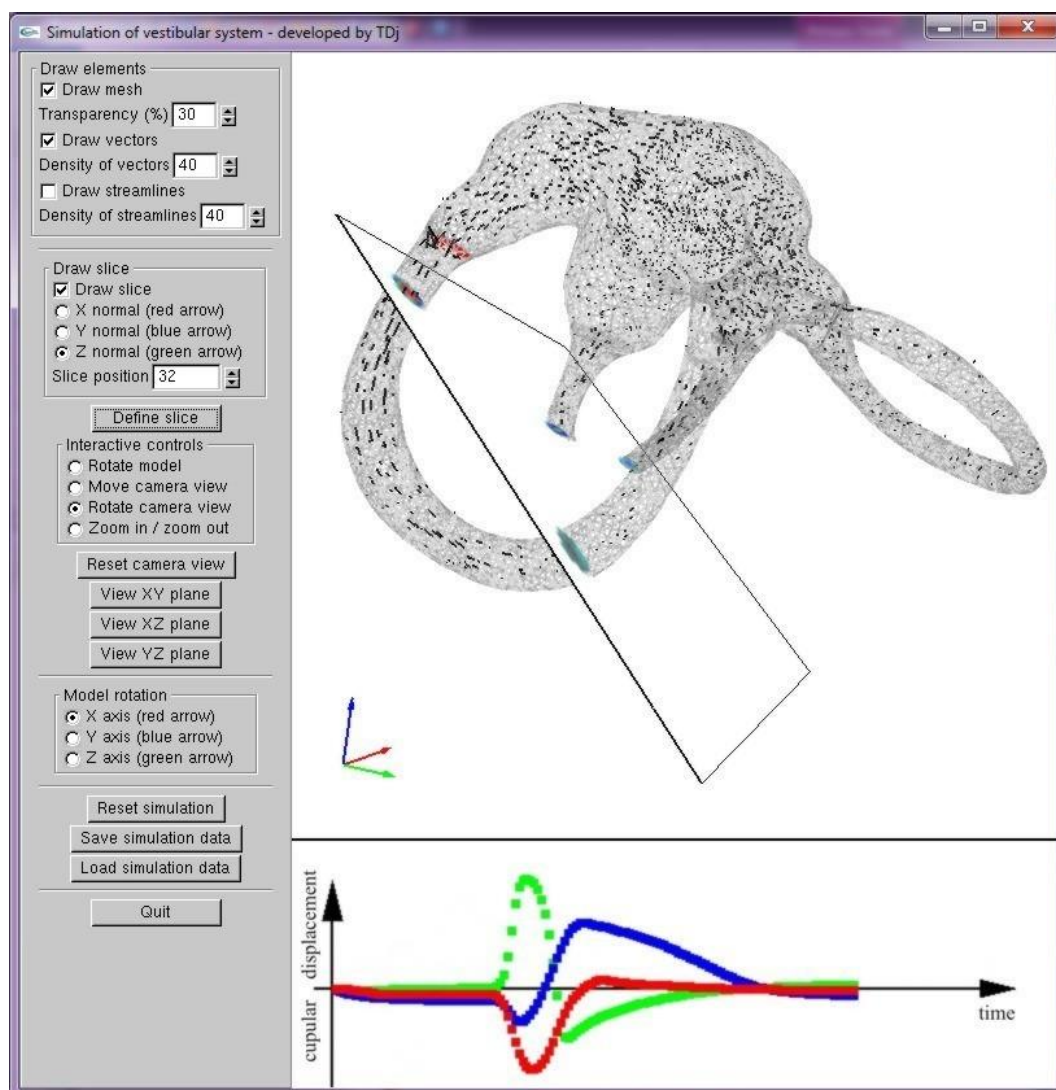 Simulation of vestibular system - developed by TDj
Draw elements
Draw mesh
Transparency (%) 30
Draw vectors
Density of vectors 40
Draw streamlines
Density of streamlines 40
Draw slice
Draw slice
X normal (red arrow)
Y normal (blue arrow)
Z normal (green arrow)
Slice position 32
Define slice
Interactive controls
Rotate model
Move camera view
Rotate camera view
Zoom in / zoom out
Reset camera view
View XY plane
View XZ plane
View YZ plane
Model rotation
X axis (red arrow)
Y axis (blue arrow)
Z axis (green arrow)
Reset simulation
Save simulation data
Load simulation data
Quit
cupular displacement
time